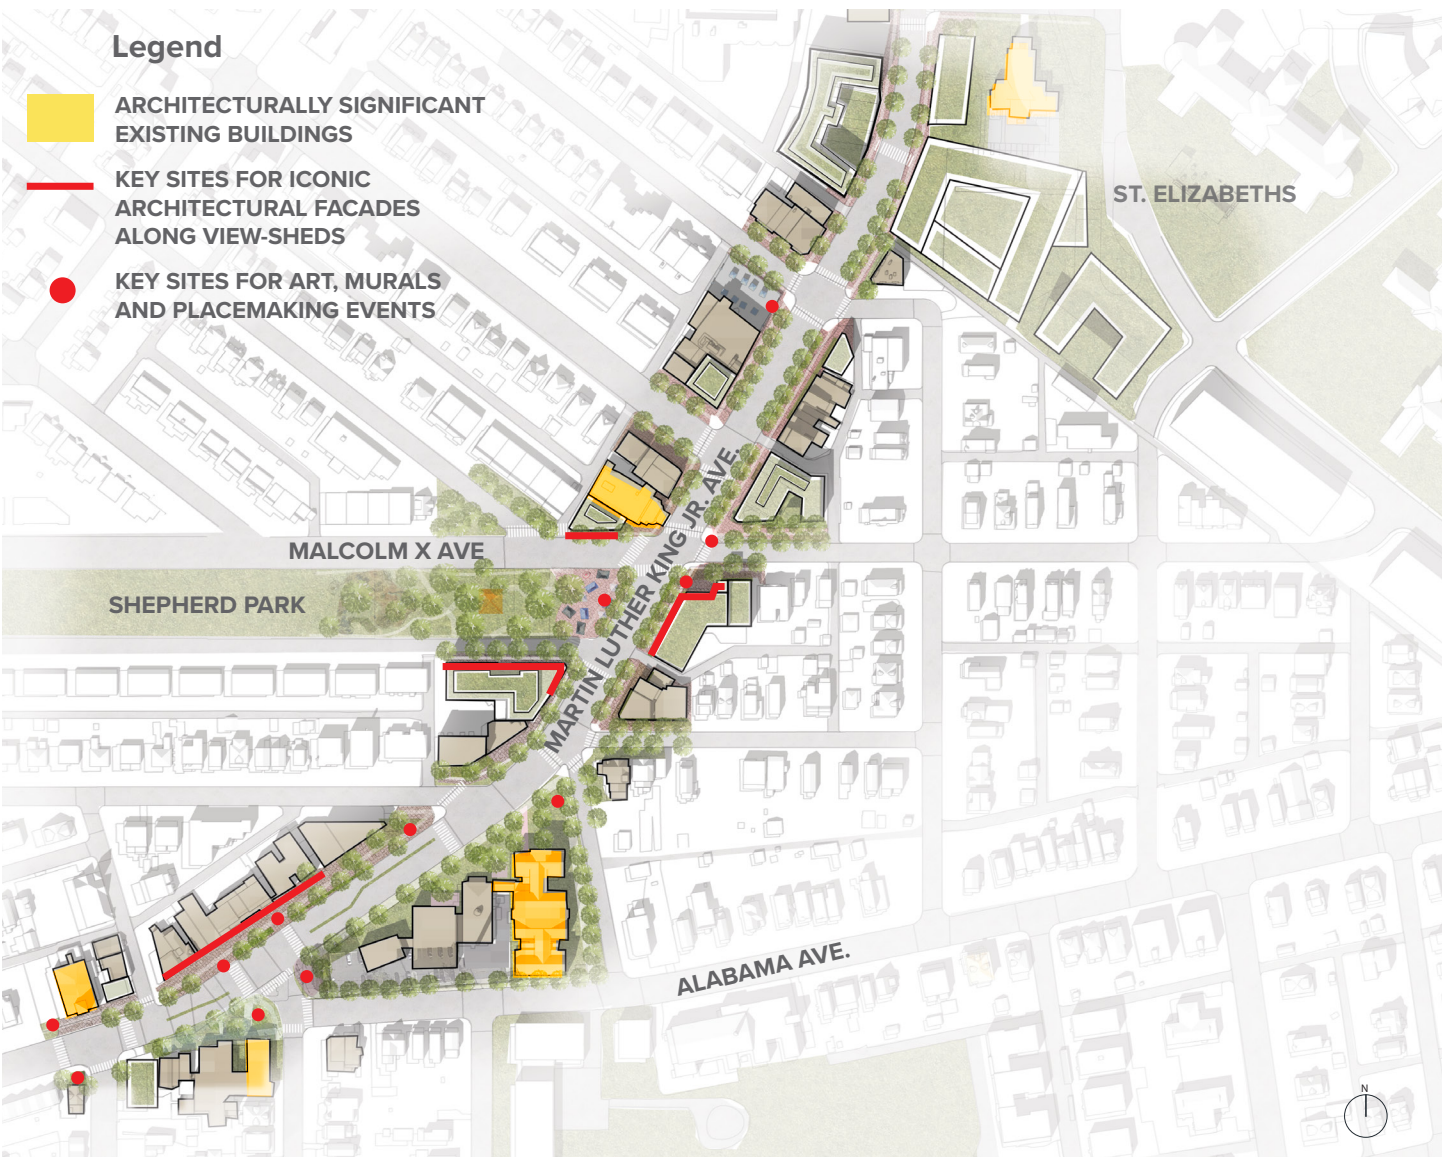 Legend
ARCHITECTURALLY SIGNIFICANT
EXISTING BUILDINGS
KEY SITES FOR ICONIC
ARCHITECTURAL FACADES
ALONG VIEW-SHEDS
KEY SITES FOR ART, MURALS
AND PLACEMAKING EVENTS
ST. ELIZABETHS
MALCOLM X AVE
SHEPHERD PARK
MARTIN LUTHER KING JR. AVE.
ALABAMA AVE.
N